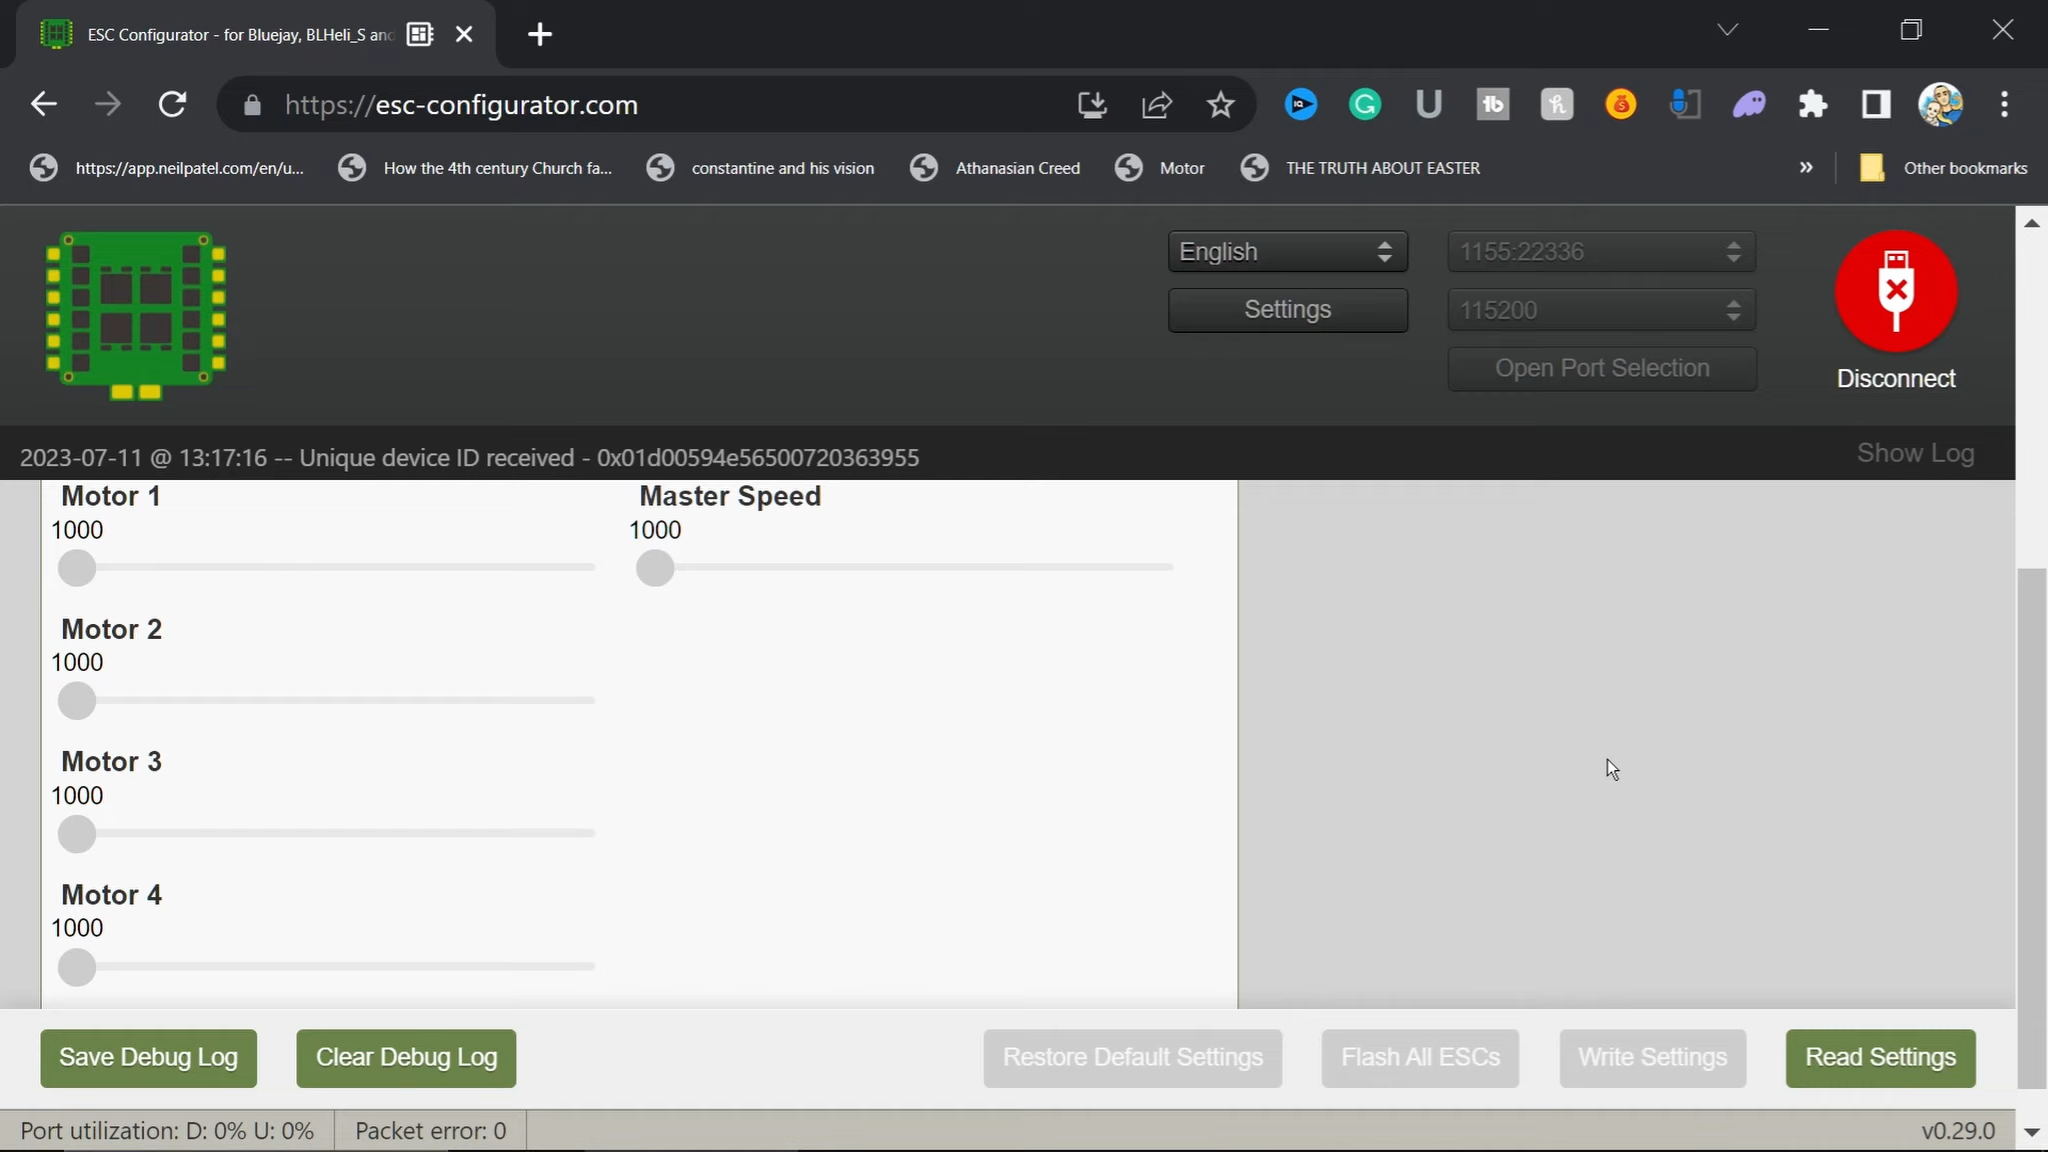 ESC Configurator - for Bluejay, BLHeli_S anc
https://esc-configurator.com
https://app.neilpatel.com/en/u...
How the 4th century Church fa...
constantine and his vision
Athanasian Creed
Motor
THE TRUTH ABOUT EASTER
»
Other bookmarks
English
1155:22336
Settings
115200
Open Port Selection
Disconnect
2023-07-11 @ 13:17:16 -- Unique device ID received - 0x01d00594e56500720363955
Show Log
Motor 1
1000
Master Speed
1000
Motor 2
1000
Motor 3
1000
Motor 4
1000
Save Debug Log
Clear Debug Log
Restore Default Settings
Flash All ESCs
Write Settings
Read Settings
Port utilization: D: 0% U: 0%
Packet error: 0
v0.29.0